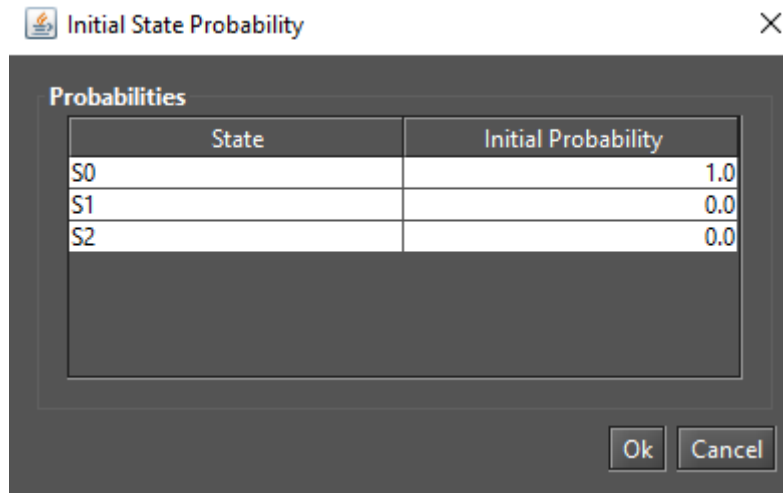 Initial State Probability
Probabilities
State Initial Probability
S0 1.0
S1 0.0
S2 0.0
Ok Cancel